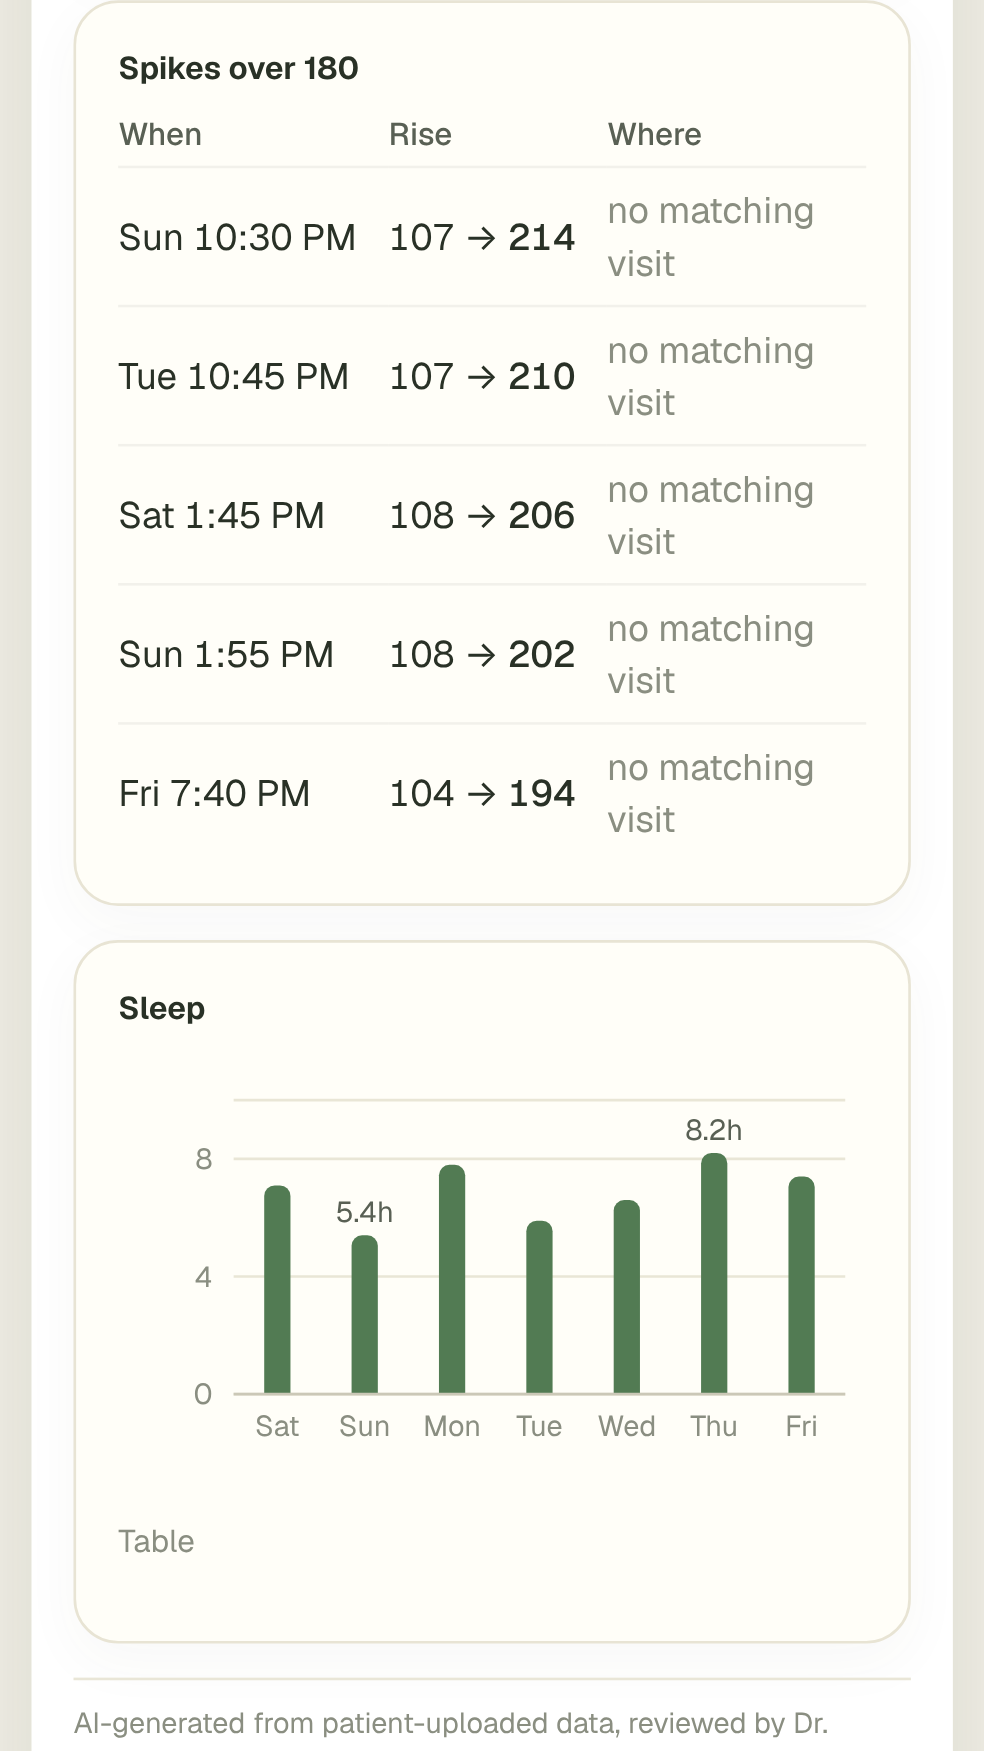 Spikes over 180
When Rise Where
Sun 10:30 PM 107 → 214 no matching
visit
Tue 10:45 PM 107 → 210 no matching
visit
Sat 1:45 PM 108 → 206 no matching
visit
Sun 1:55 PM 108 → 202 no matching
visit
Fri 7:40 PM 104 → 194 no matching
visit
Sleep
8.2h
8
5.4h
4
0
Sat Sun Mon Tue Wed Thu Fri
Table
AI-generated from patient-uploaded data, reviewed by Dr.